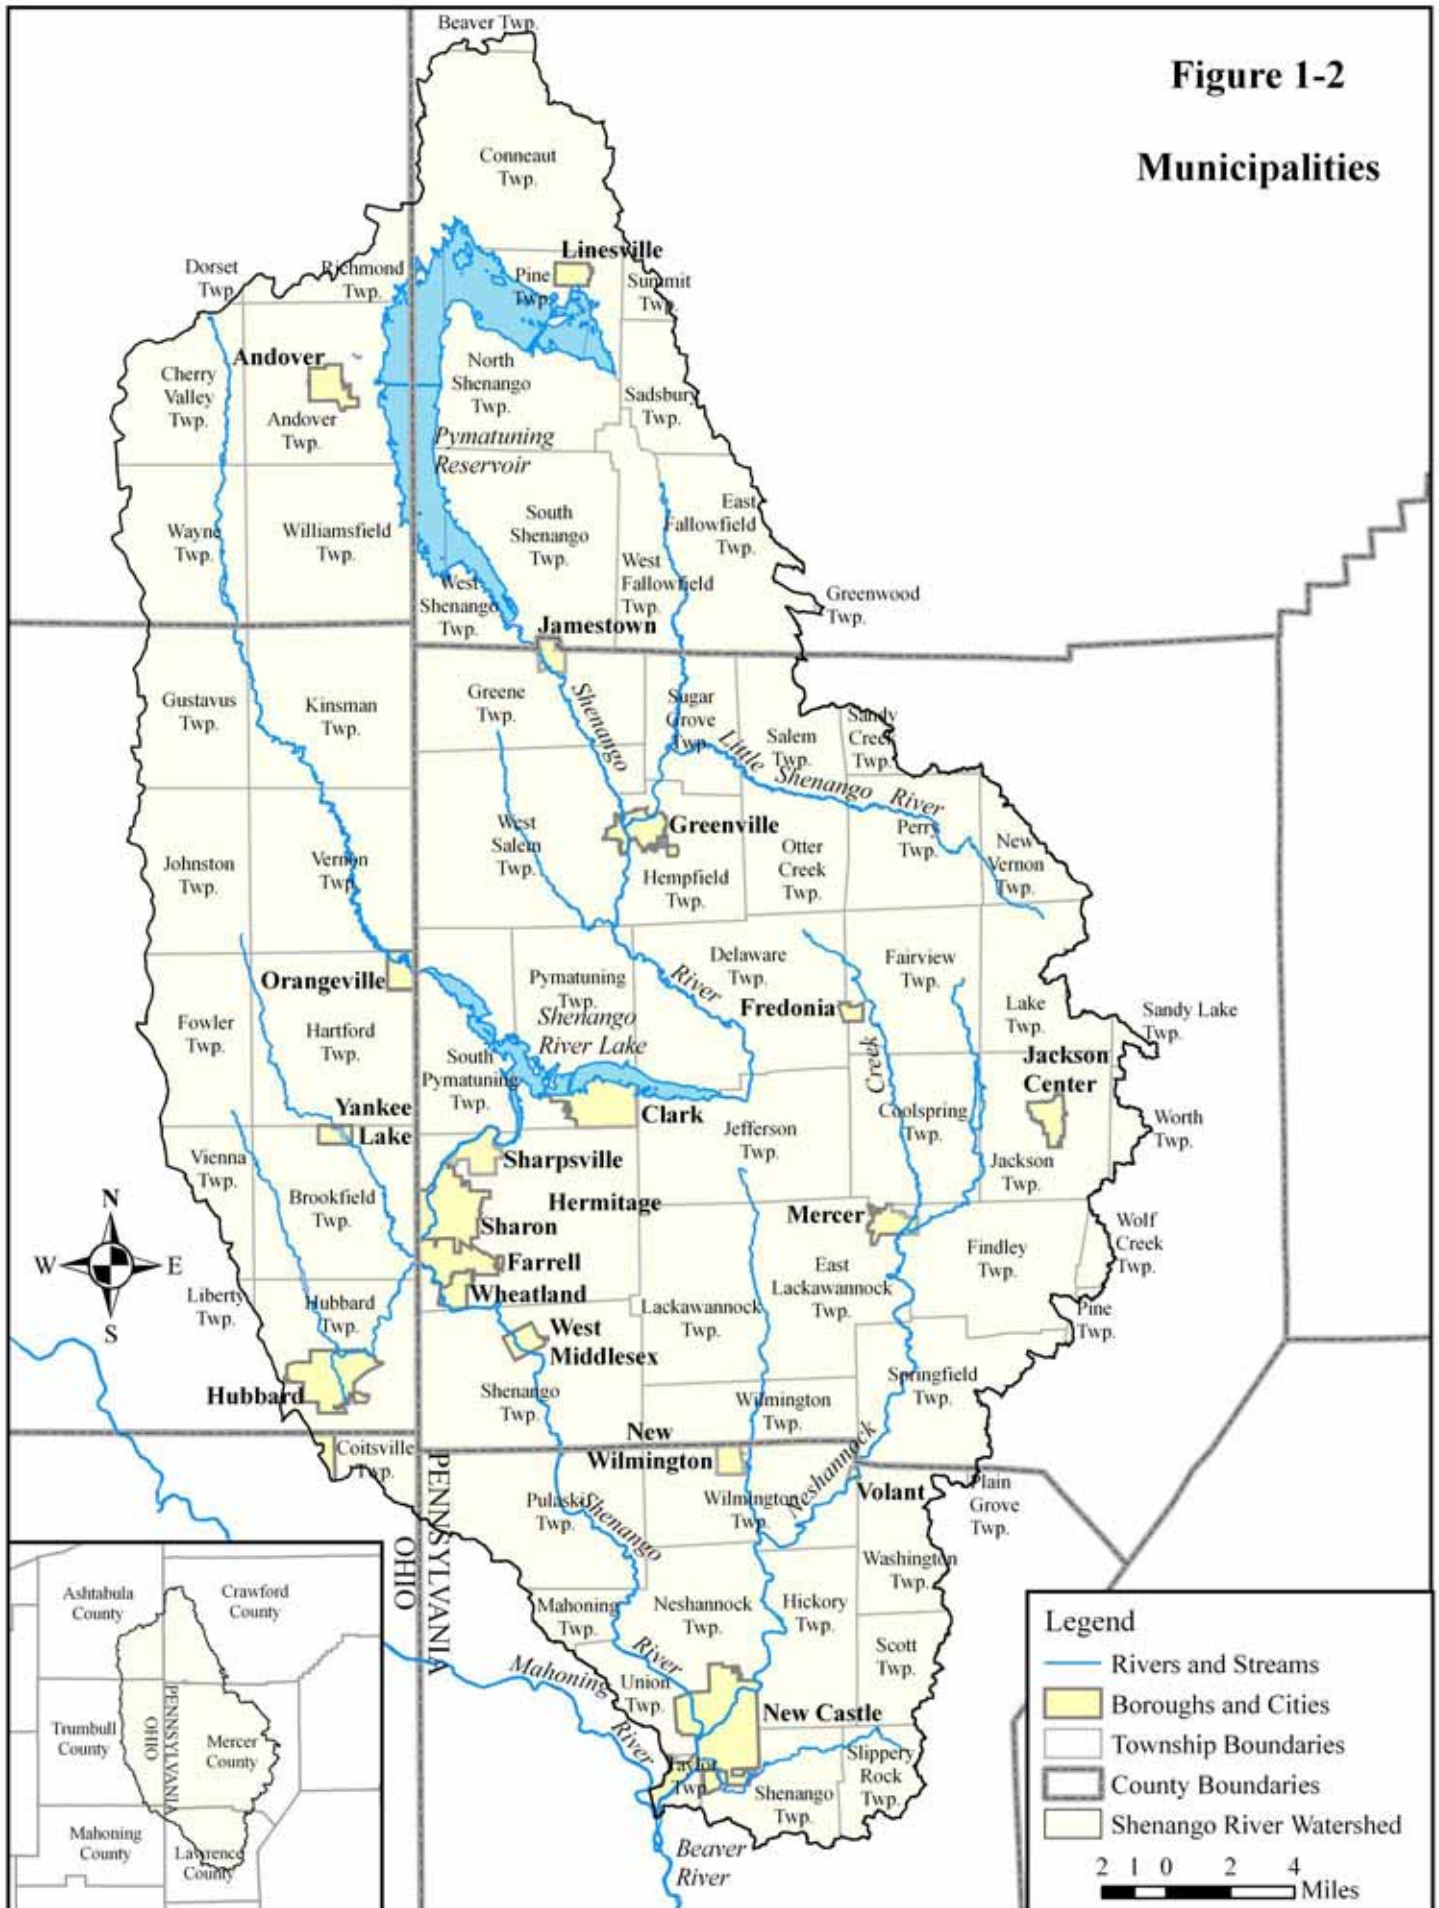 Figure 1-2
Municipalities
Beaver Twp.
Conneaut
Twp.
Linesville
Pine
Twp.
Summit
Twp.
Dorset
Twp.
Richmond
Twp.
Andover
Cherry
Valley
Twp.
Andover
Twp.
North
Shenango
Twp.
Sadsbury
Twp.
Pymatuning
Reservoir
Wayne
Twp.
Williamsfield
Twp.
South
Shenango
Twp.
East
Fallowfield
Twp.
West
Fallowfield
Twp.
West
Shenango
Twp.
Greenwood
Twp.
Jamestown
Gustavus
Twp.
Kinsman
Twp.
Greene
Twp.
Shenango
Sugar
Grove
Twp.
Little Shenango River
Salem
Twp.
Sandy
Creek
Twp.
Johnston
Twp.
Vernon
Twp.
West
Salem
Twp.
Greenville
Hempfield
Twp.
Otter
Creek
Twp.
Perry
Twp.
New
Vernon
Twp.
Orangeville
Pymatuning
Twp.
River
Delaware
Twp.
Fairview
Twp.
Fredonia
Shenango
River Lake
Fowler
Twp.
Hartford
Twp.
South
Pymatuning
Twp.
Creek
Lake
Twp.
Sandy Lake
Twp.
Jackson
Center
Yankee
Lake
Clark
Jefferson
Twp.
Coolspring
Twp.
Worth
Twp.
Vienna
Twp.
Sharpsville
Jackson
Twp.
Brookfield
Twp.
Hermitage
Sharon
Mercer
Wolf
Creek
Twp.
Farrell
Findley
Twp.
East
Lackawannock
Twp.
N
W
E
S
Liberty
Twp.
Hubbard
Twp.
Wheatland
Lackawannock
Twp.
Pine
Twp.
West
Middlesex
Hubbard
Shenango
Twp.
Wilmington
Twp.
Springfield
Twp.
Coitsville
Twp.
New
Wilmington
Neshannock
Volant
Plain
Grove
Twp.
PENNSYLVANIA
OHIO
Pulaski
Twp.
Shenango
Wilmington
Twp.
Washington
Twp.
Mahoning
Twp.
Neshannock
Twp.
Hickory
Twp.
Scott
Twp.
River
Mahoning
River
Union
Twp.
New Castle
Taylor
Twp.
Shenango
Twp.
Slippery
Rock
Twp.
Beaver
River
Ashtabula
County
Crawford
County
Trumbull
County
PENNSYLVANIA
OHIO
Mercer
County
Mahoning
County
Lawrence
County
Legend
Rivers and Streams
Boroughs and Cities
Township Boundaries
County Boundaries
Shenango River Watershed
2 1 0 2 4
Miles